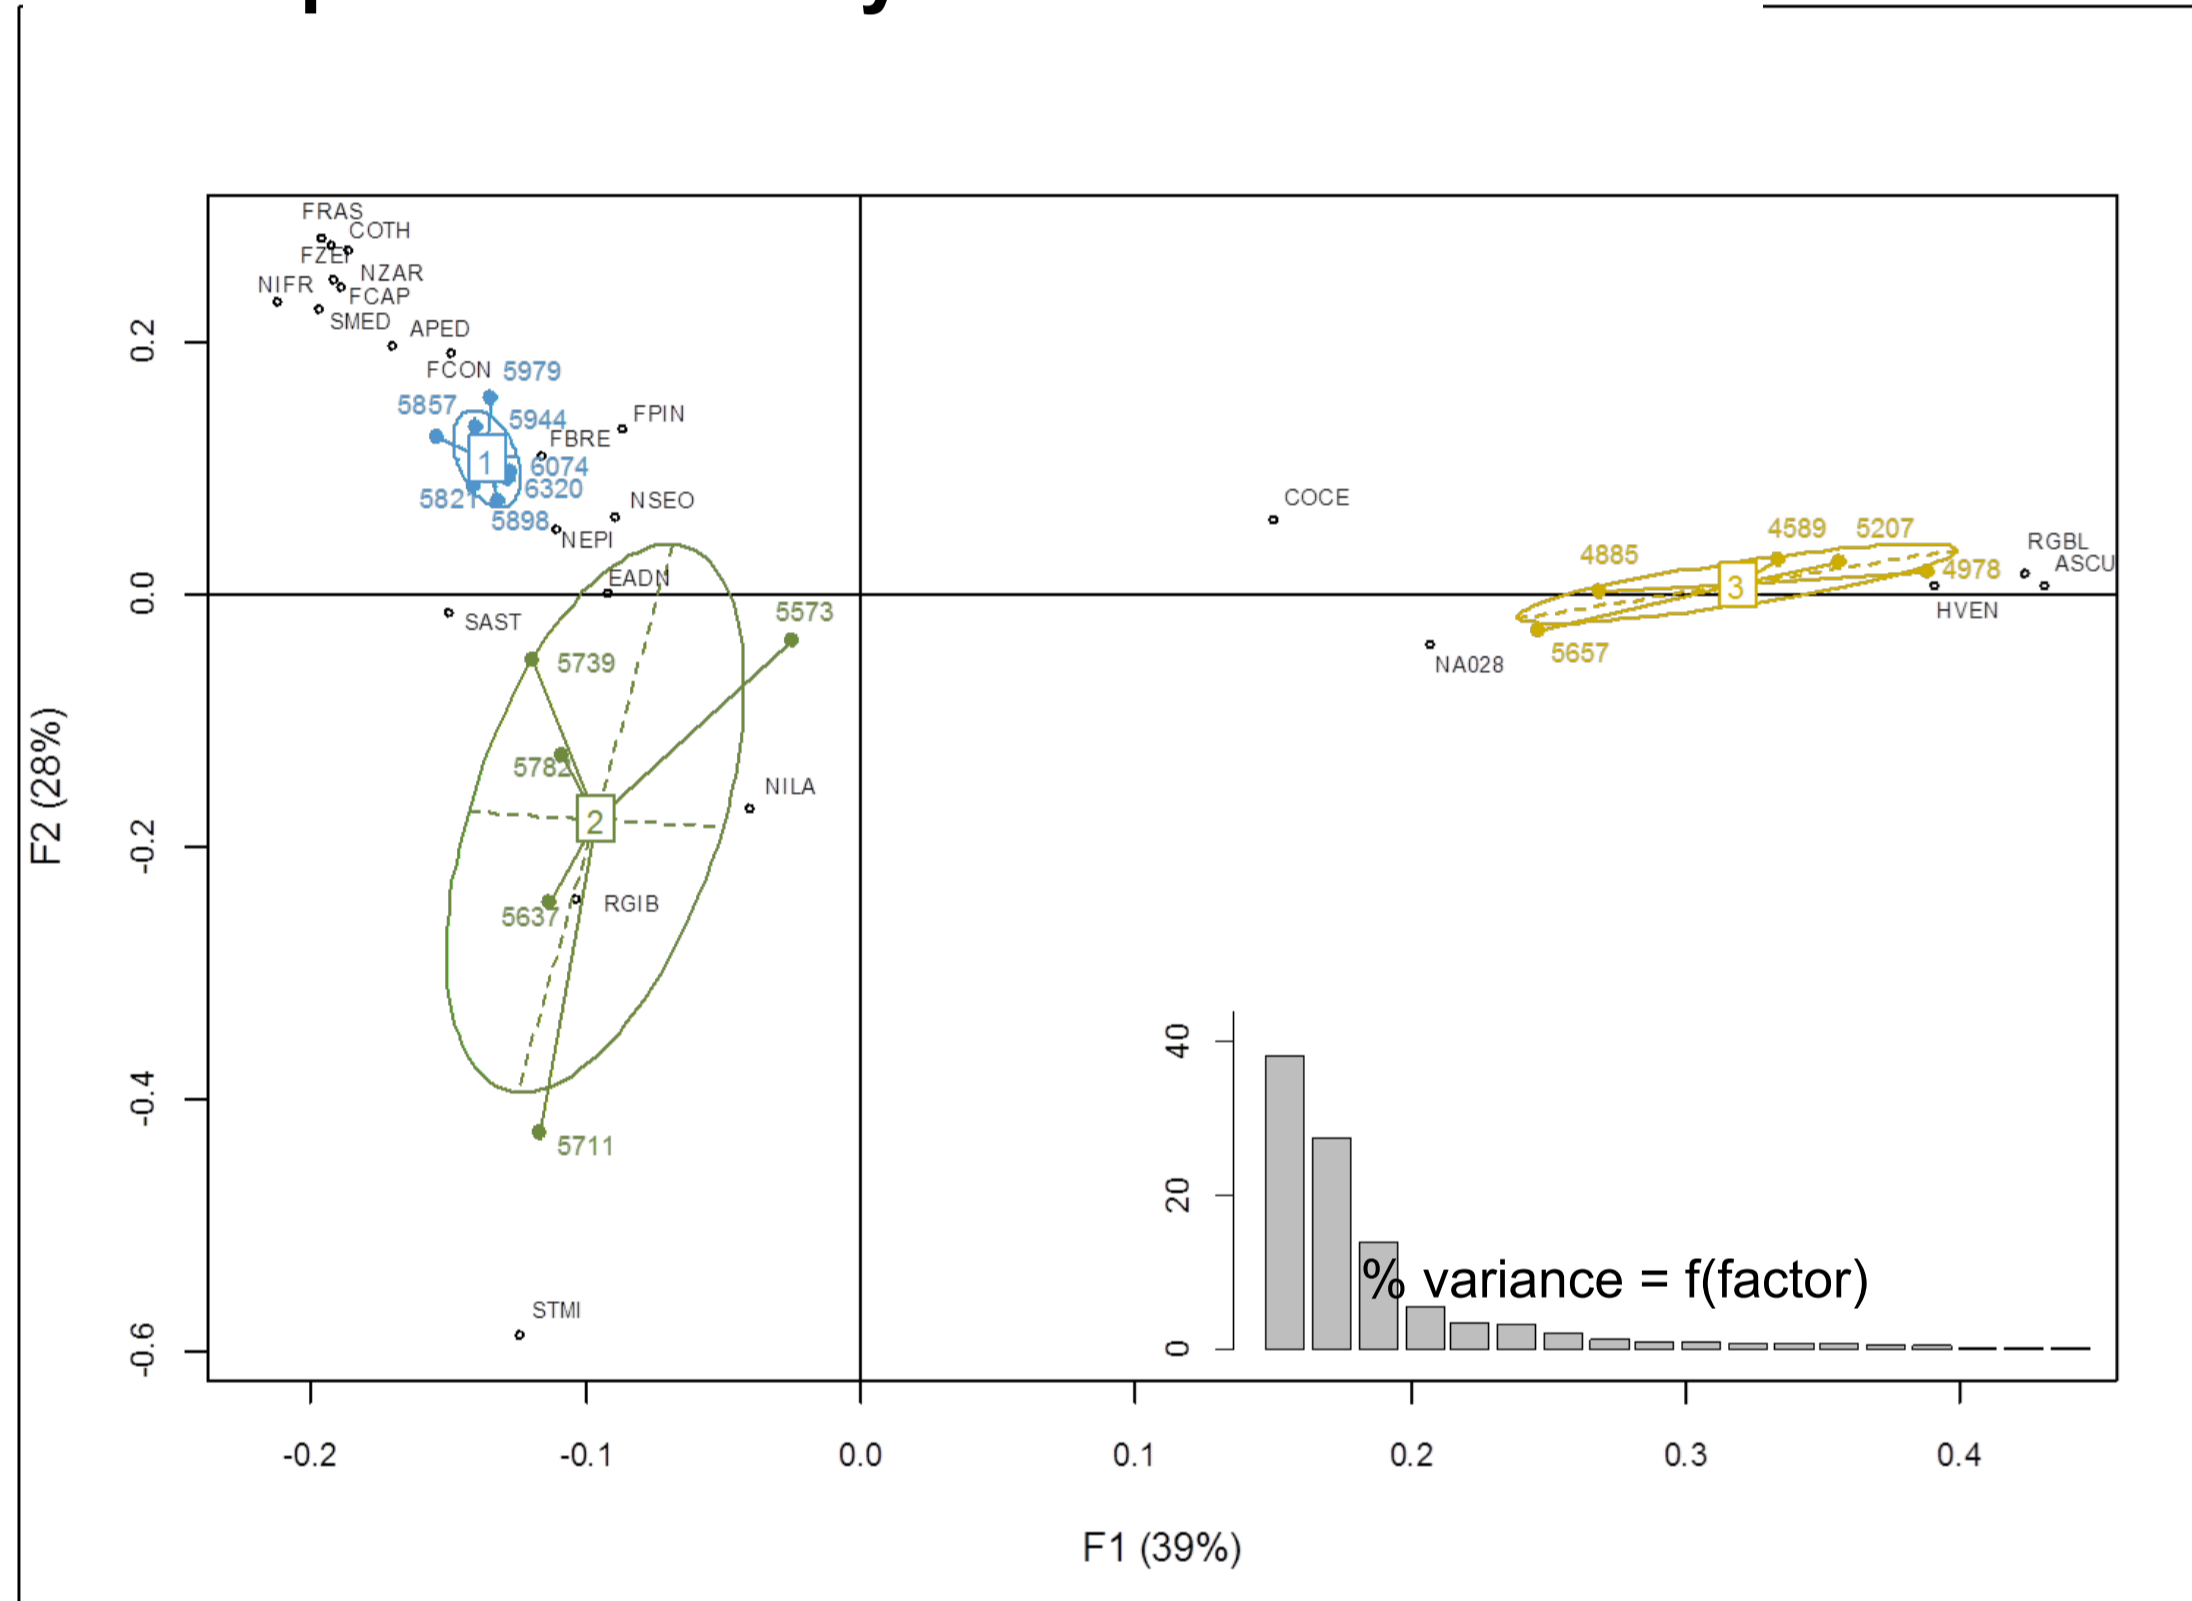 FRAS
COTH
FZEI
NZAR
NIFR
FCAP
SMED
APED
FCON
5979
5857
5944
FPIN
FBRE
1
6074
6320
5821
5898
NSEO
NEPI
COCE
4589
5207
4885
RGBL
ASCU
4978
3
HVEN
EADN
SAST
5573
5739
5657
NA028
5782
NILA
2
5637
RGIB
5711
STMI
0.2
0.0
-0.2
-0.4
-0.6
F2 (28%)
40
20
0
% variance = f(factor)
-0.2
-0.1
0.0
0.1
0.2
0.3
0.4
F1 (39%)